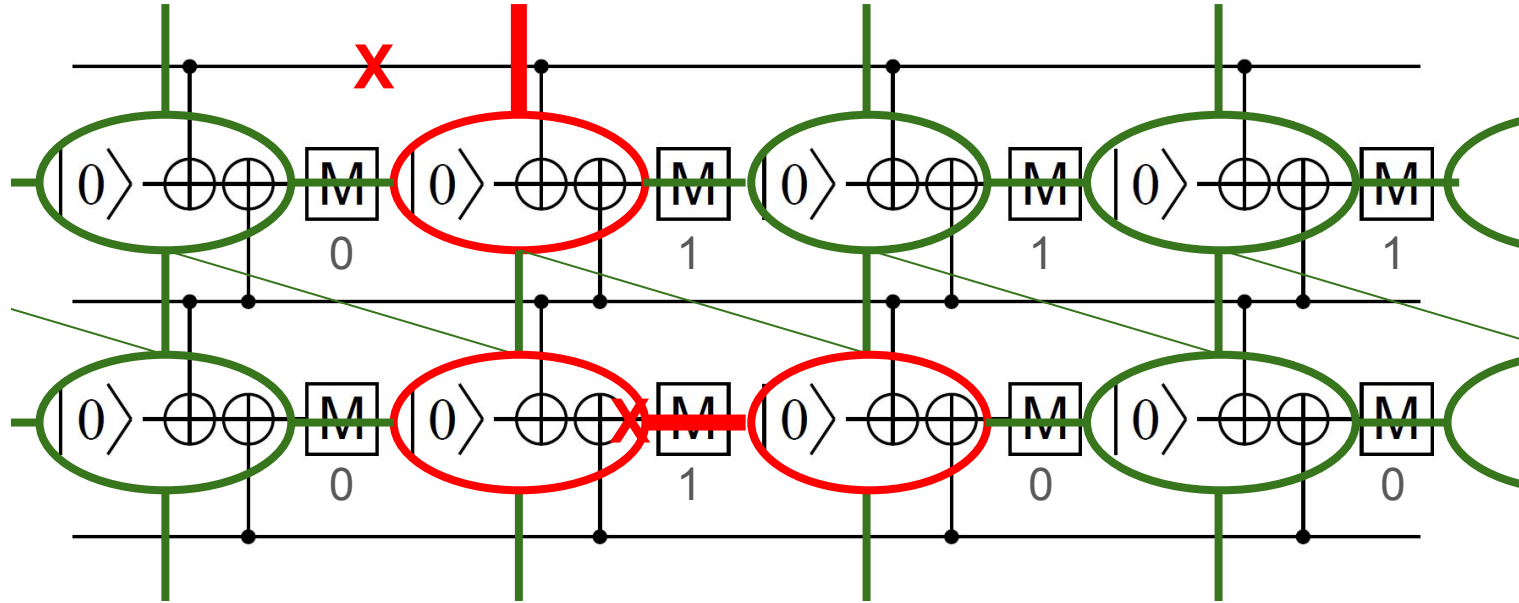 X
|0⟩ M |0⟩ M |0⟩ M |0⟩ M
0 1 1 1
|0⟩ M |0⟩ X M |0⟩ M |0⟩ M
0 1 0 0